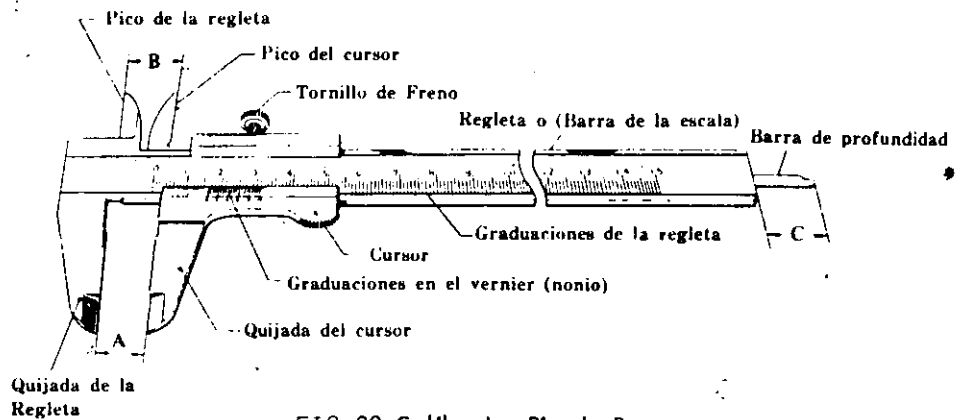 Pico de la regleta
B
Pico del cursor
Tornillo de Freno
Regleta o (Barra de la escala)
Barra de profundidad
C
Graduaciones de la regleta
Cursor
Graduaciones en el vernier (nonio)
Quijada del cursor
A
Quijada de la
Regleta